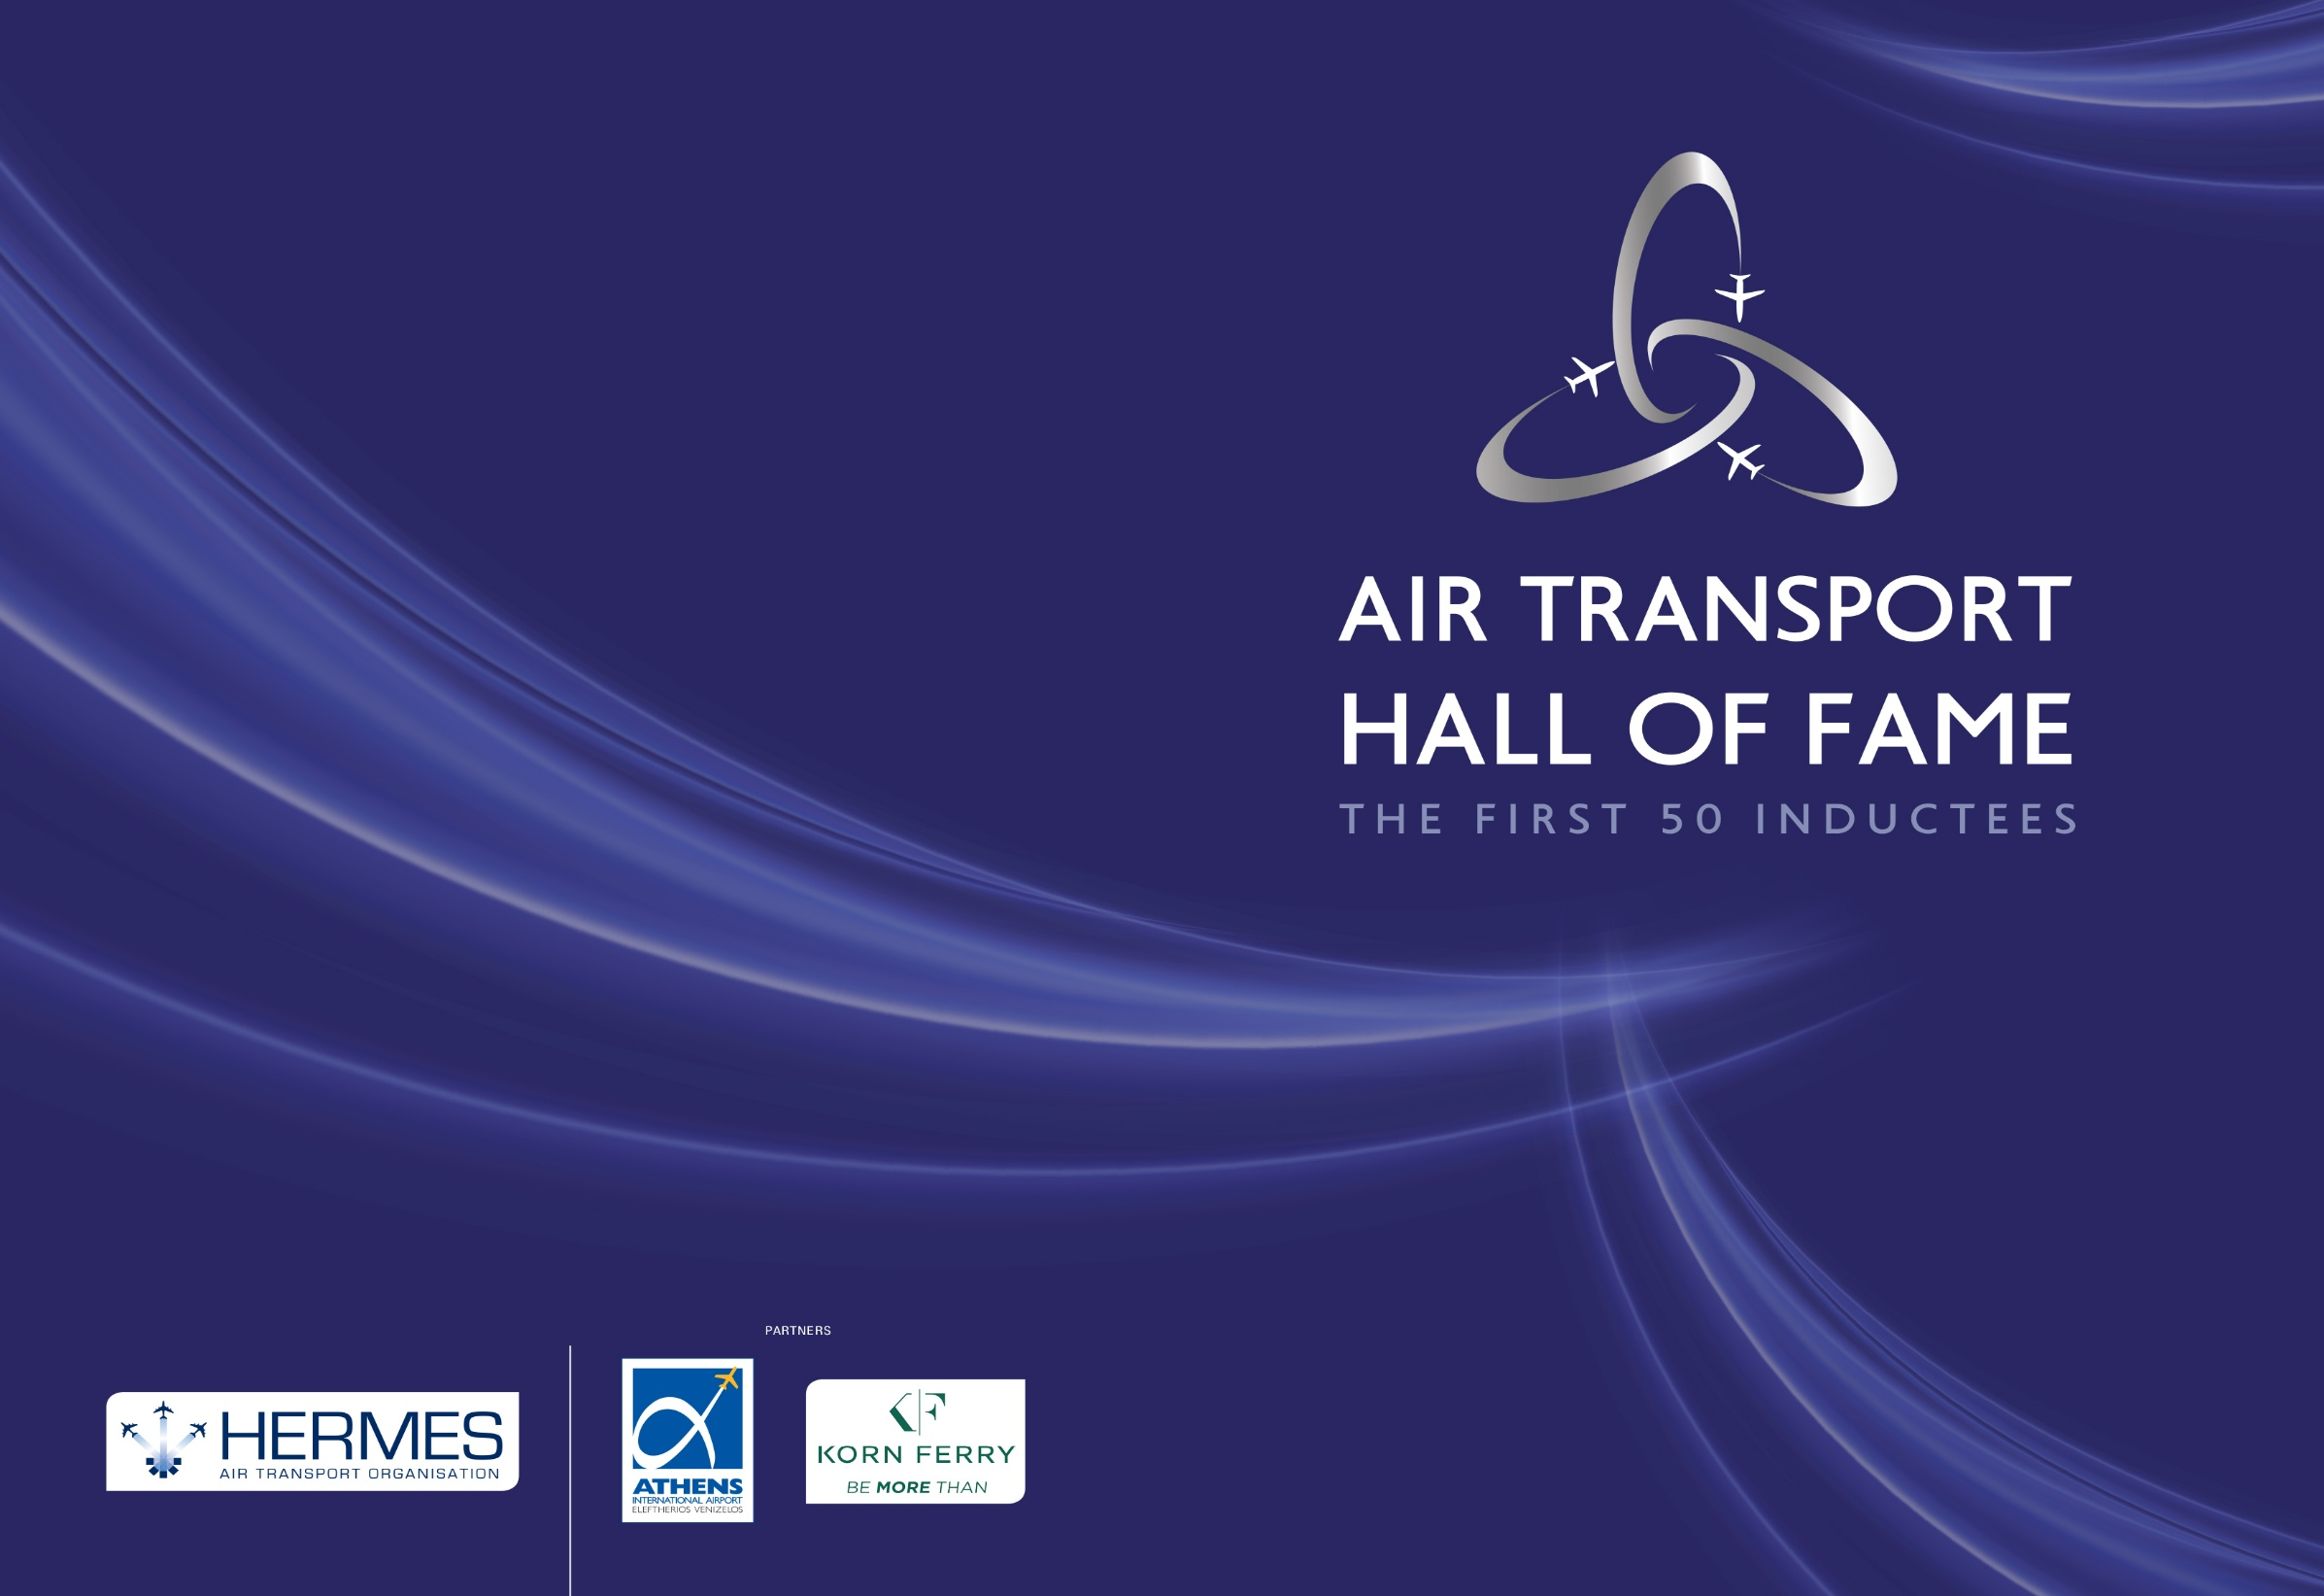 AIR TRANSPORT
HALL OF FAME
THE FIRST 50 INDUCTEES
PARTNERS
HERMES
AIR TRANSPORT ORGANISATION
ATHENS
INTERNATIONAL AIRPORT
ELEFTHERIOS VENIZELOS
KF
KORN FERRY
BE MORE THAN